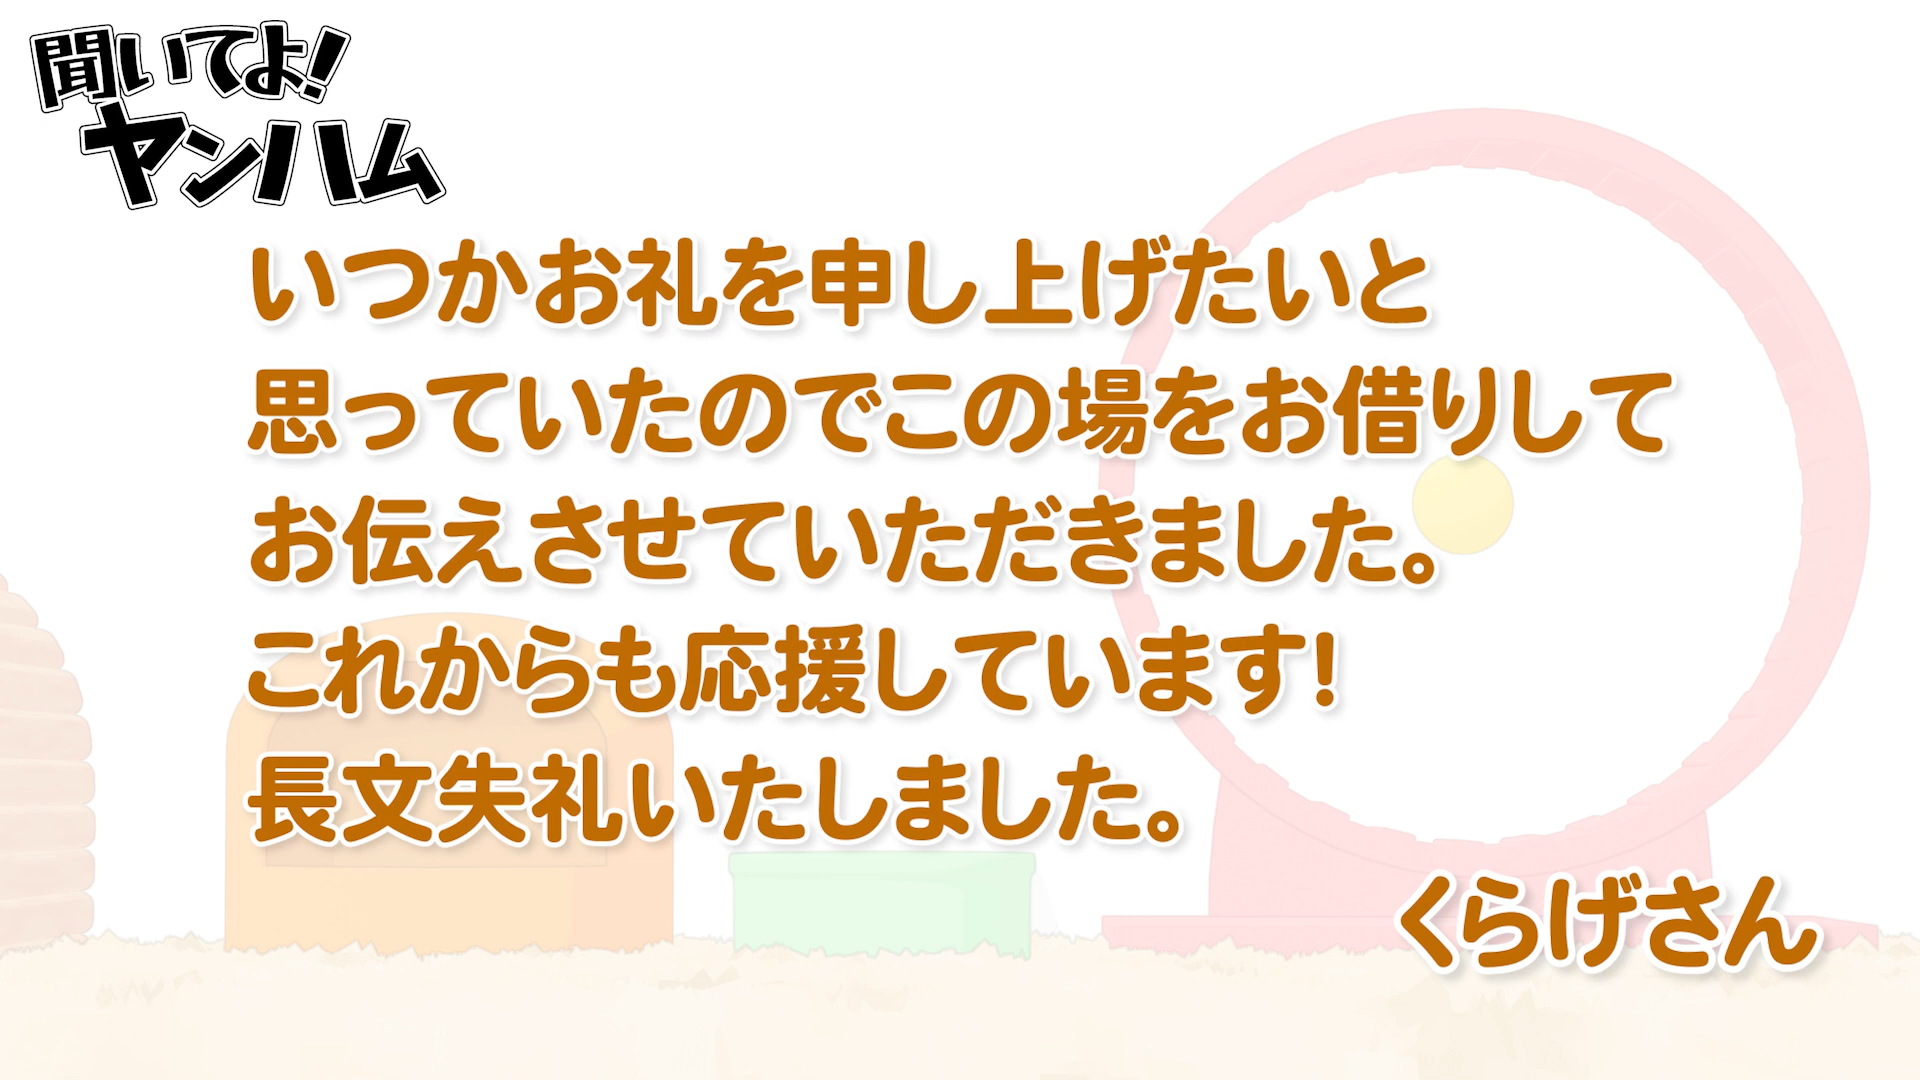 聞いてよ!
ヤンハム
いつかお礼を申し上げたいと
思っていたのでこの場をお借りして
お伝えさせていただきました。
これからも応援しています!
長文失礼いたしました。
くらげさん